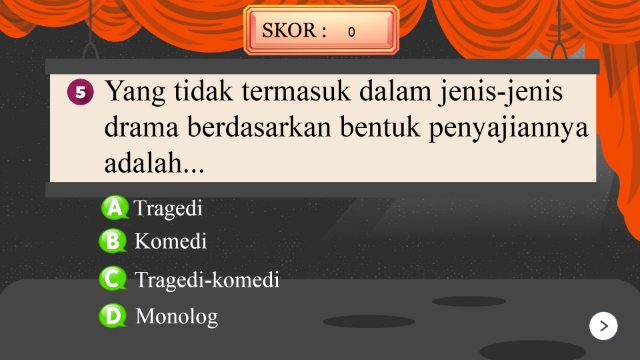 SKOR : 0
5 Yang tidak termasuk dalam jenis-jenis
drama berdasarkan bentuk penyajiannya
adalah...
A Tragedi
B Komedi
C Tragedi-komedi
D Monolog